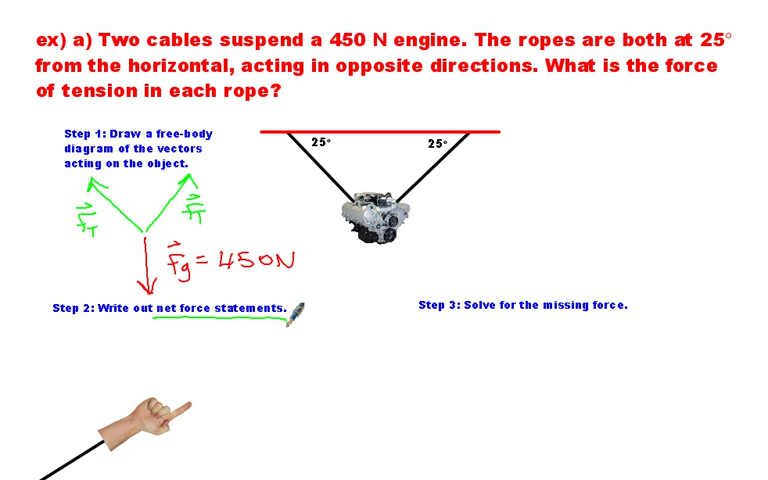 ex) a) Two cables suspend a 450 N engine. The ropes are both at 25°
from the horizontal, acting in opposite directions. What is the force
of tension in each rope?
Step 1: Draw a free-body
diagram of the vectors
acting on the object.
25°
25°
F⃗T
F⃗T
F⃗g = 450N
Step 2: Write out net force statements.
Step 3: Solve for the missing force.